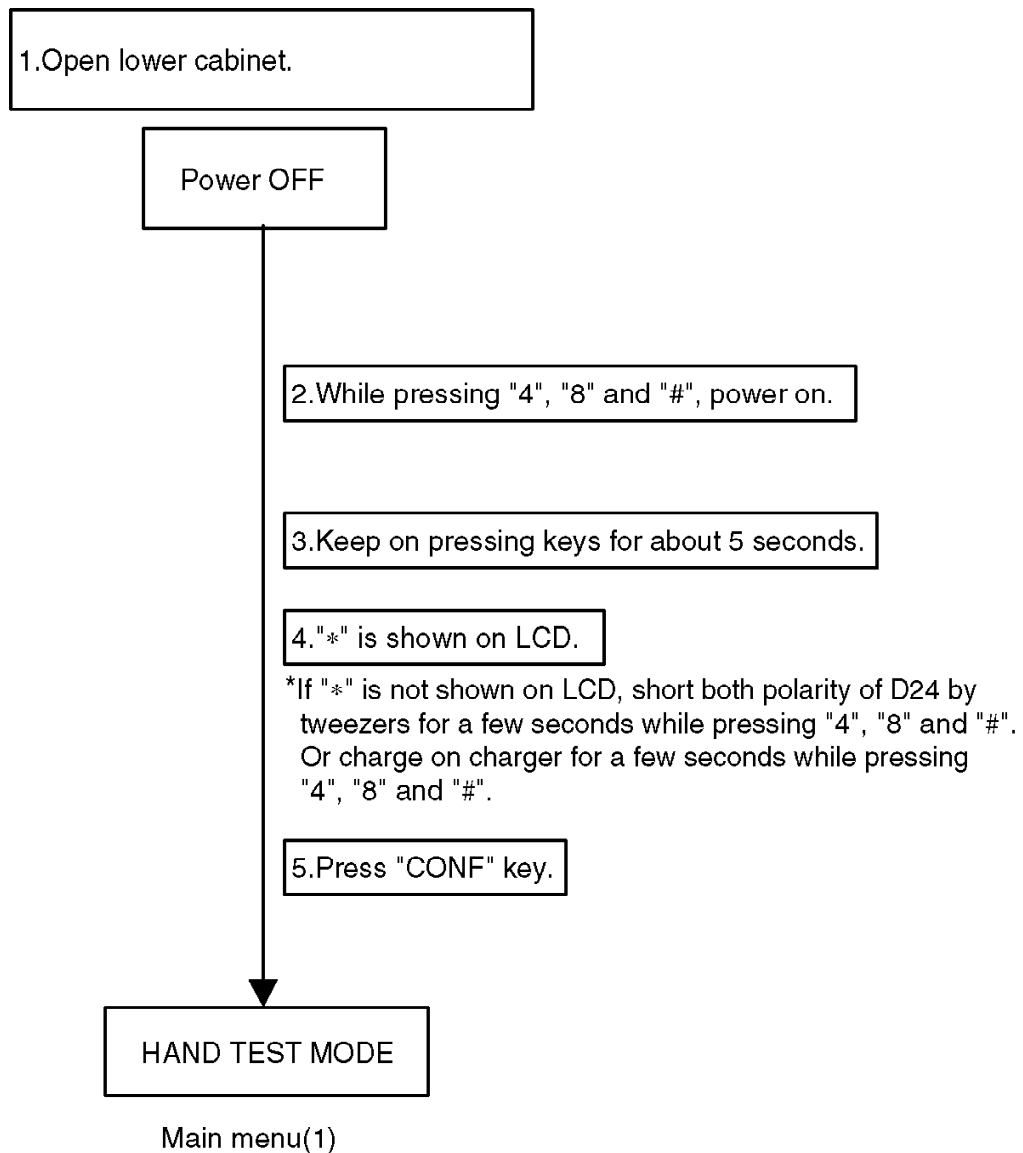 1.Open lower cabinet.
Power OFF
2.While pressing "4", "8" and "#", power on.
3.Keep on pressing keys for about 5 seconds.
4."*" is shown on LCD.
*If "*" is not shown on LCD, short both polarity of D24 by
tweezers for a few seconds while pressing "4", "8" and "#".
Or charge on charger for a few seconds while pressing
"4", "8" and "#".
5.Press "CONF" key.
HAND TEST MODE
Main menu(1)